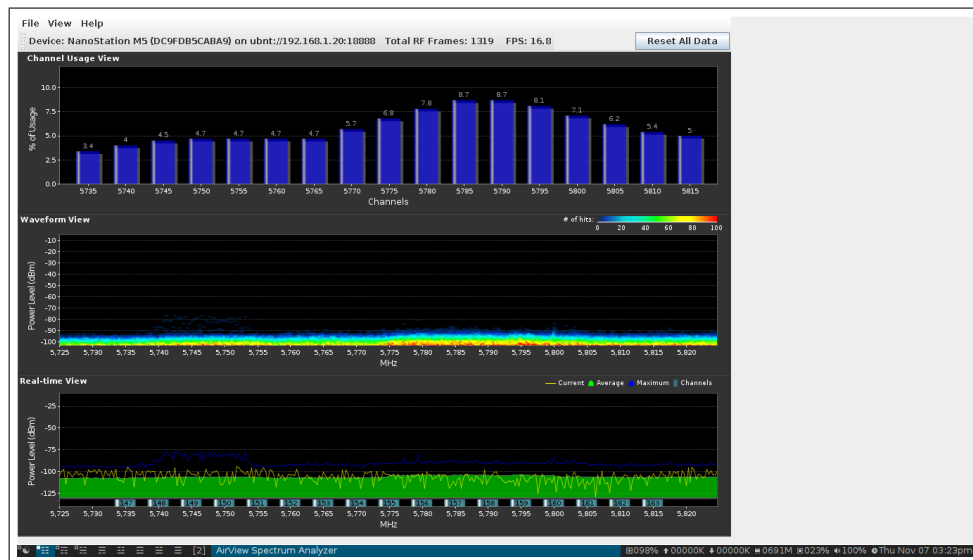 File View Help
Device: NanoStation M5 (DC9FDB5CABA9) on ubnt://192.168.1.20:18888 Total RF Frames: 1319 FPS: 16.8 Reset All Data
Channel Usage View
% of Usage
10.0
7.5
5.0
2.5
0.0
3.4 4 4.5 4.7 4.7 4.7 4.7 5.7 6.8 7.8 8.7 8.7 8.1 7.1 6.2 5.4 5
5735 5740 5745 5750 5755 5760 5765 5770 5775 5780 5785 5790 5795 5800 5805 5810 5815
Channels
Waveform View
# of hits: 0 20 40 60 80 100
Power Level (dBm)
-10
-20
-30
-40
-50
-60
-70
-80
-90
-100
5,725 5,730 5,735 5,740 5,745 5,750 5,755 5,760 5,765 5,770 5,775 5,780 5,785 5,790 5,795 5,800 5,805 5,810 5,815 5,820
MHz
Real-time View
Current Average Maximum Channels
Power Level (dBm)
-25
-50
-75
-100
-125
147 148 149 150 151 152 153 154 155 156 157 158 159 160 161 162 163
5,725 5,730 5,735 5,740 5,745 5,750 5,755 5,760 5,765 5,770 5,775 5,780 5,785 5,790 5,795 5,800 5,805 5,810 5,815 5,820
MHz
[2] AirView Spectrum Analyzer 098% 00000K 00000K 0691M 023% 100% Thu Nov 07 03:23pm